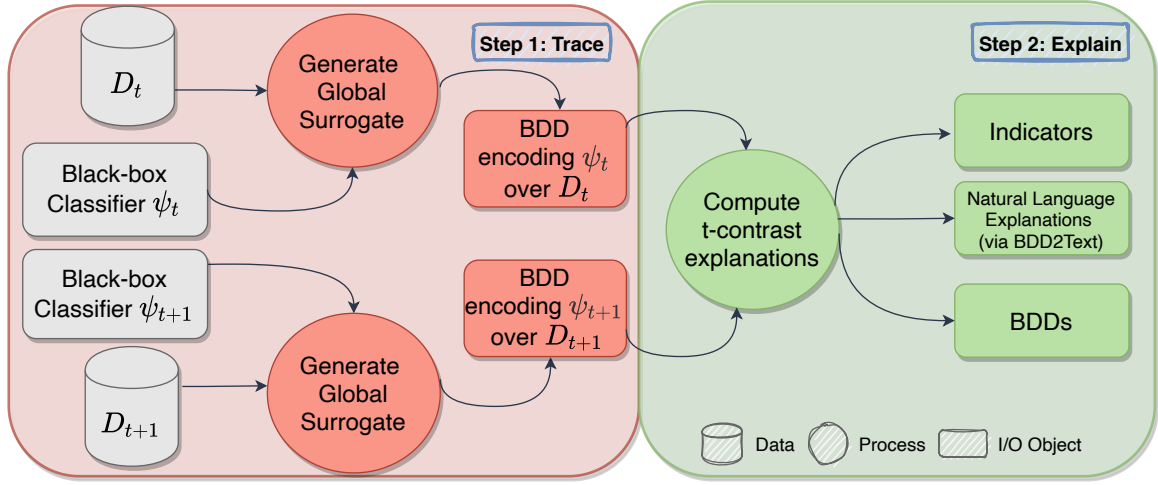 Step 1: Trace
D_t
Generate
Global
Surrogate
Black-box
Classifier ψ_t
BDD
encoding ψ_t
over D_t
Black-box
Classifier ψ_{t+1}
D_{t+1}
Generate
Global
Surrogate
BDD
encoding ψ_{t+1}
over D_{t+1}
Step 2: Explain
Compute
t-contrast
explanations
Indicators
Natural Language
Explanations
(via BDD2Text)
BDDs
Data
Process
I/O Object